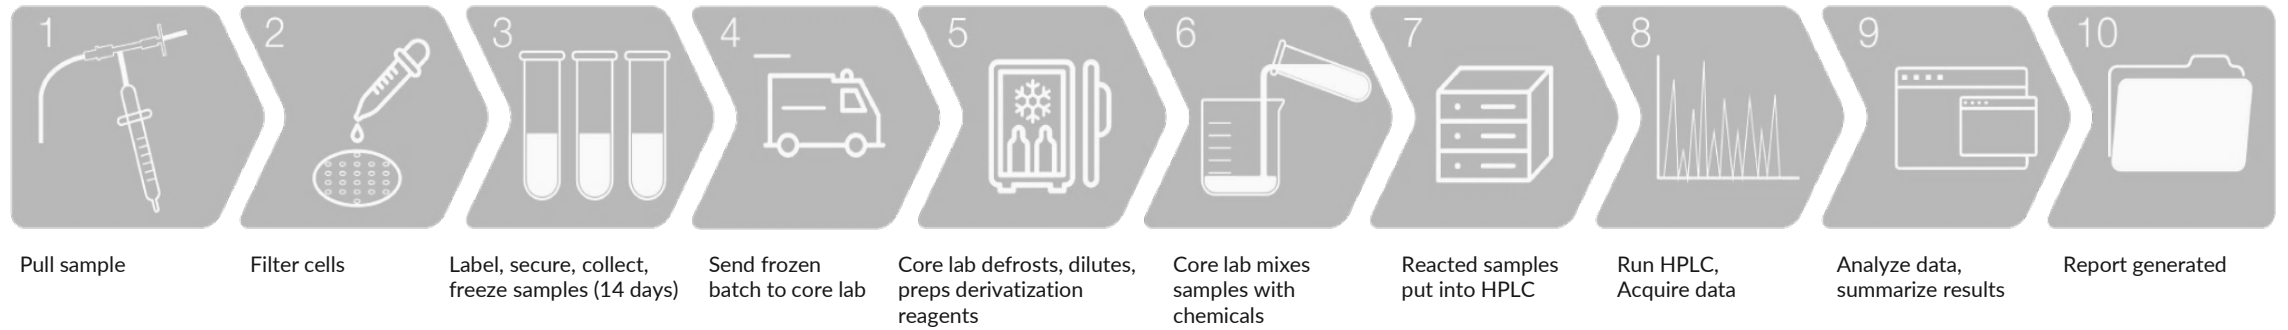 1
2
3
4
5
6
7
8
9
10
Pull sample
Filter cells
Label, secure, collect,
freeze samples (14 days)
Send frozen
batch to core lab
Core lab defrosts, dilutes,
preps derivatization
reagents
Core lab mixes
samples with
chemicals
Reacted samples
put into HPLC
Run HPLC,
Acquire data
Analyze data,
summarize results
Report generated